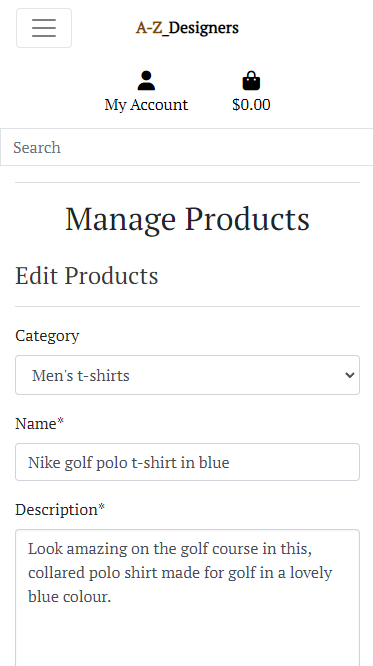 A-Z_Designers
My Account
$0.00
Search
Manage Products
Edit Products
Category
Men's t-shirts
Name*
Nike golf polo t-shirt in blue
Description*
Look amazing on the golf course in this,
collared polo shirt made for golf in a lovely
blue colour.